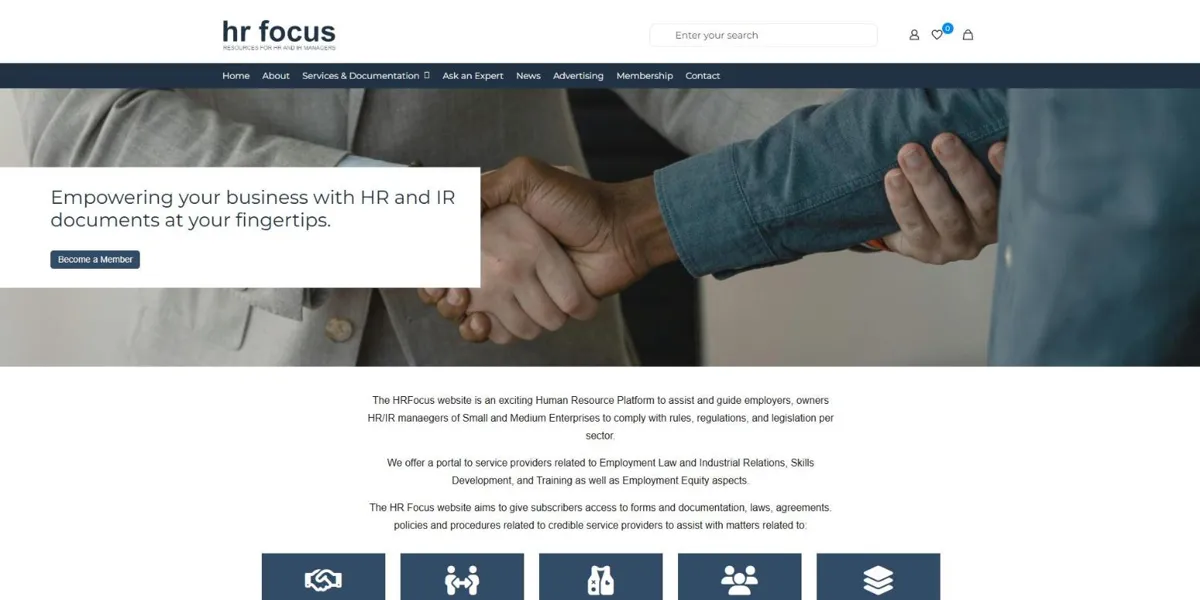 hr focus
RESOURCES FOR HR AND IR MANAGERS
Enter your search
0
Home About Services & Documentation Ask an Expert News Advertising Membership Contact
Empowering your business with HR and IR
documents at your fingertips.
Become a Member
The HRFocus website is an exciting Human Resource Platform to assist and guide employers, owners
HR/IR manaegers of Small and Medium Enterprises to comply with rules, regulations, and legislation per
sector.
We offer a portal to service providers related to Employment Law and Industrial Relations, Skills
Development, and Training as well as Employment Equity aspects.
The HR Focus website aims to give subscribers access to forms and documentation, laws, agreements.
policies and procedures related to credible service providers to assist with matters related to: